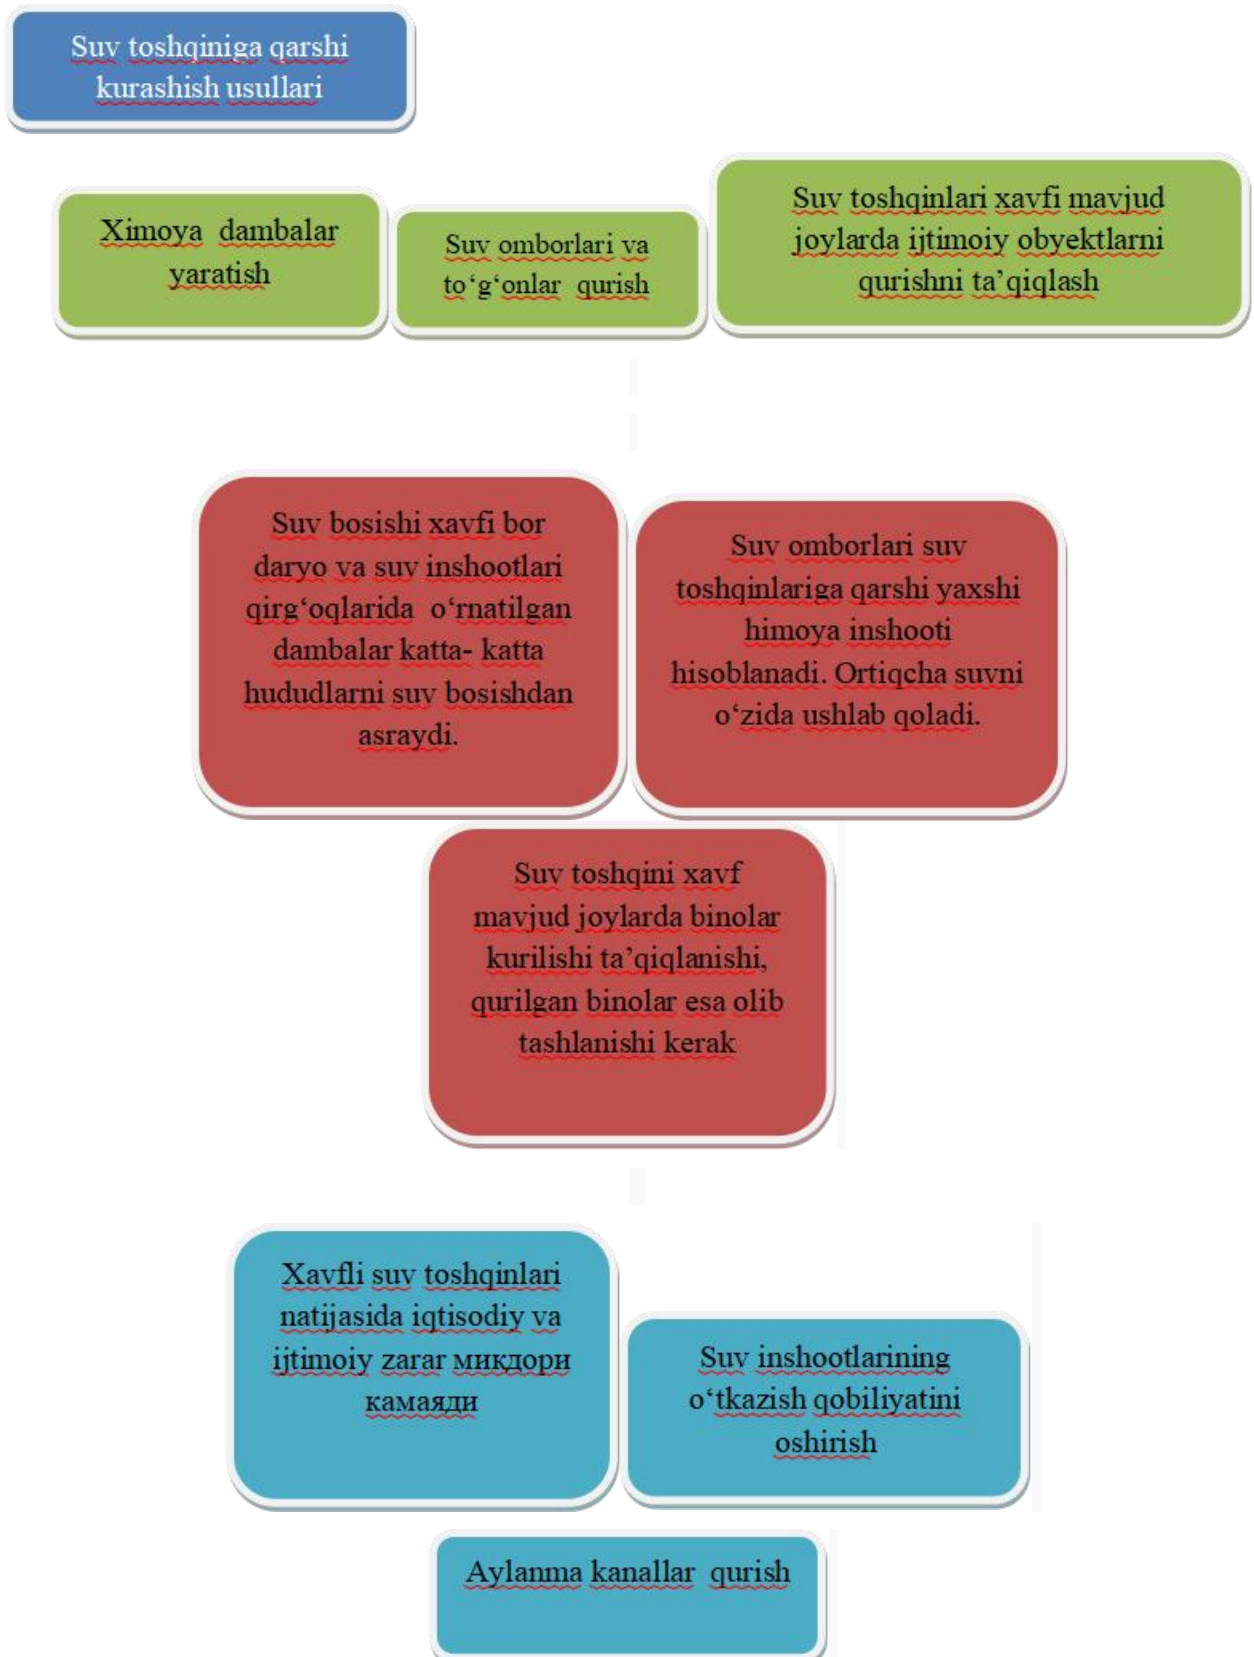 Suv toshqiniga qarshi
kurashish usullari
Ximoya dambalar
yaratish
Suv omborlari va
to‘g‘onlar qurish
Suv toshqinlari xavfi mavjud
joylarda ijtimoiy obyektlarni
qurishni ta’qiqlash
Suv bosishi xavfi bor
daryo va suv inshootlari
qirg‘oqlarida o‘rnatilgan
dambalar katta- katta
hududlarni suv bosishdan
asraydi.
Suv omborlari suv
toshqinlariga qarshi yaxshi
himoya inshooti
hisoblanadi. Ortiqcha suvni
o‘zida ushlab qoladi.
Suv toshqini xavf
mavjud joylarda binolar
kurilishi ta’qiqlanishi,
qurilgan binolar esa olib
tashlanishi kerak
Xavfli suv toshqinlari
natijasida iqtisodiy va
ijtimoiy zarar миқдори
камаяди
Suv inshootlarining
o‘tkazish qobiliyatini
oshirish
Aylanma kanallar qurish